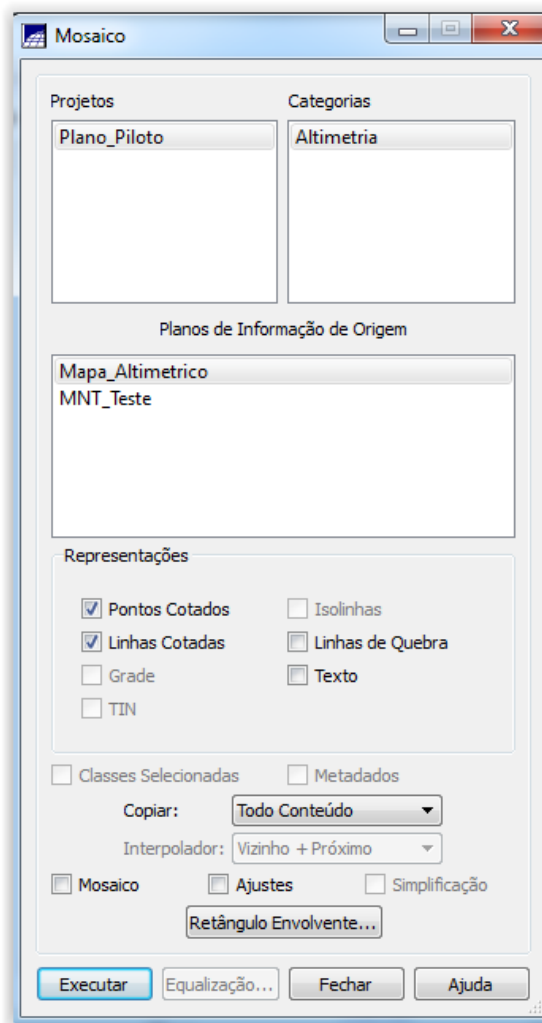 Mosaico
Projetos Categorias
Plano_Piloto Altimetria
Planos de Informação de Origem
Mapa_Altimetrico
MNT_Teste
Representações
Pontos Cotados Isolinhas
Linhas Cotadas Linhas de Quebra
Grade Texto
TIN
Classes Selecionadas Metadados
Copiar: Todo Conteúdo
Interpolador: Vizinho + Próximo
Mosaico Ajustes Simplificação
Retângulo Envolvente...
Executar Equalização... Fechar Ajuda